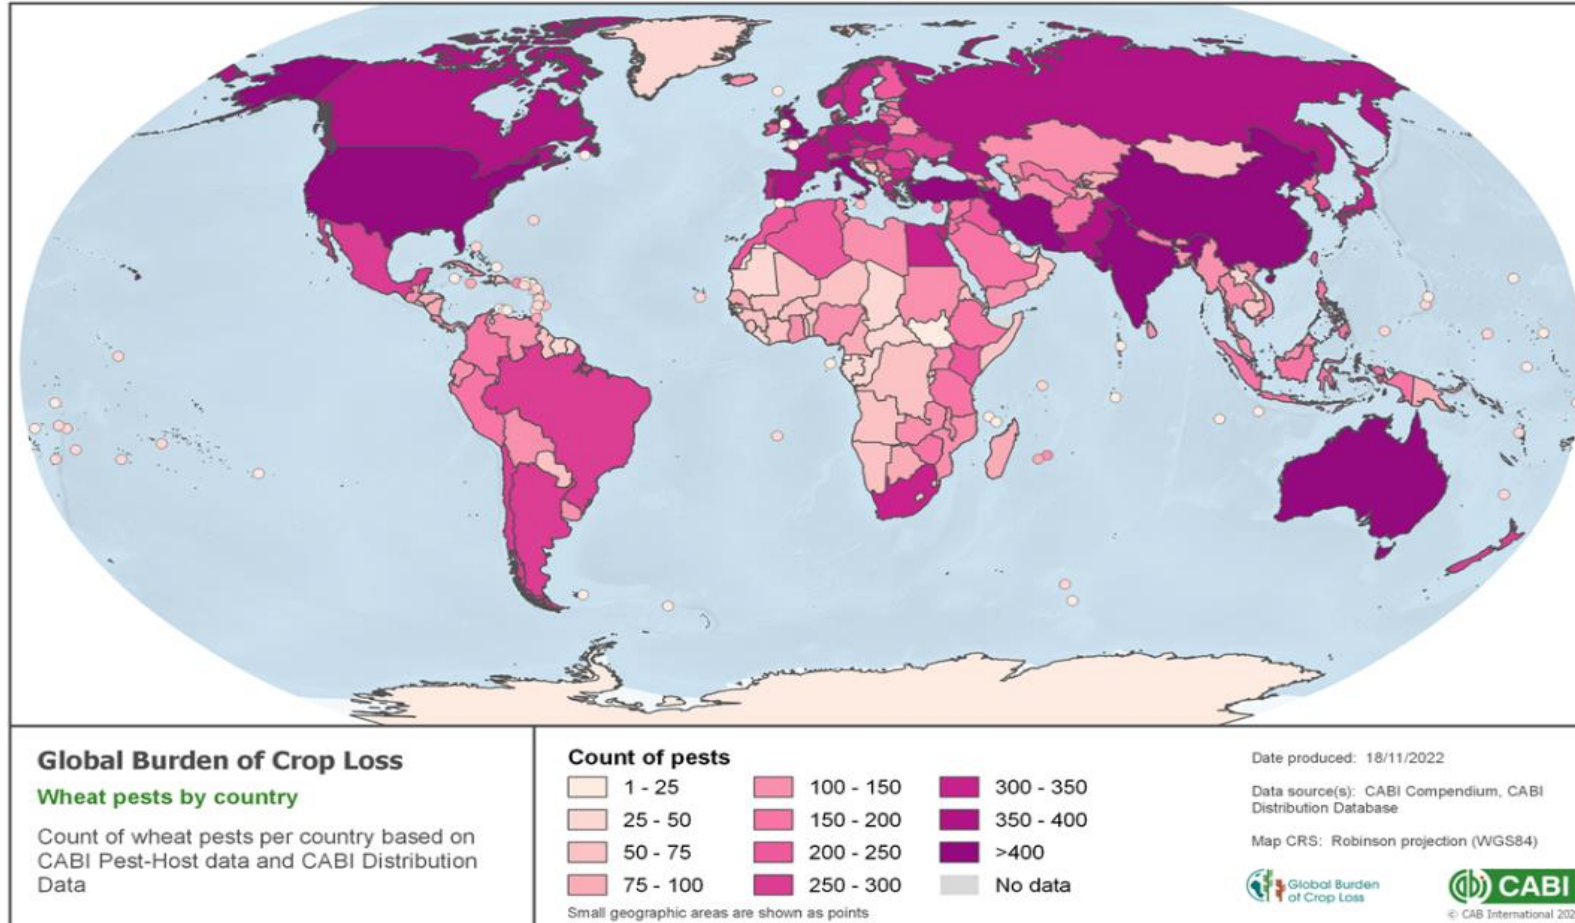 Global Burden of Crop Loss
Wheat pests by country
Count of wheat pests per country based on
CABI Pest-Host data and CABI Distribution
Data
Count of pests
1 - 25
25 - 50
50 - 75
75 - 100
100 - 150
150 - 200
200 - 250
250 - 300
300 - 350
350 - 400
>400
No data
Small geographic areas are shown as points
Date produced: 18/11/2022
Data source(s): CABI Compendium, CABI
Distribution Database
Map CRS: Robinson projection (WGS84)
Global Burden
of Crop Loss
CABI
© CAB International